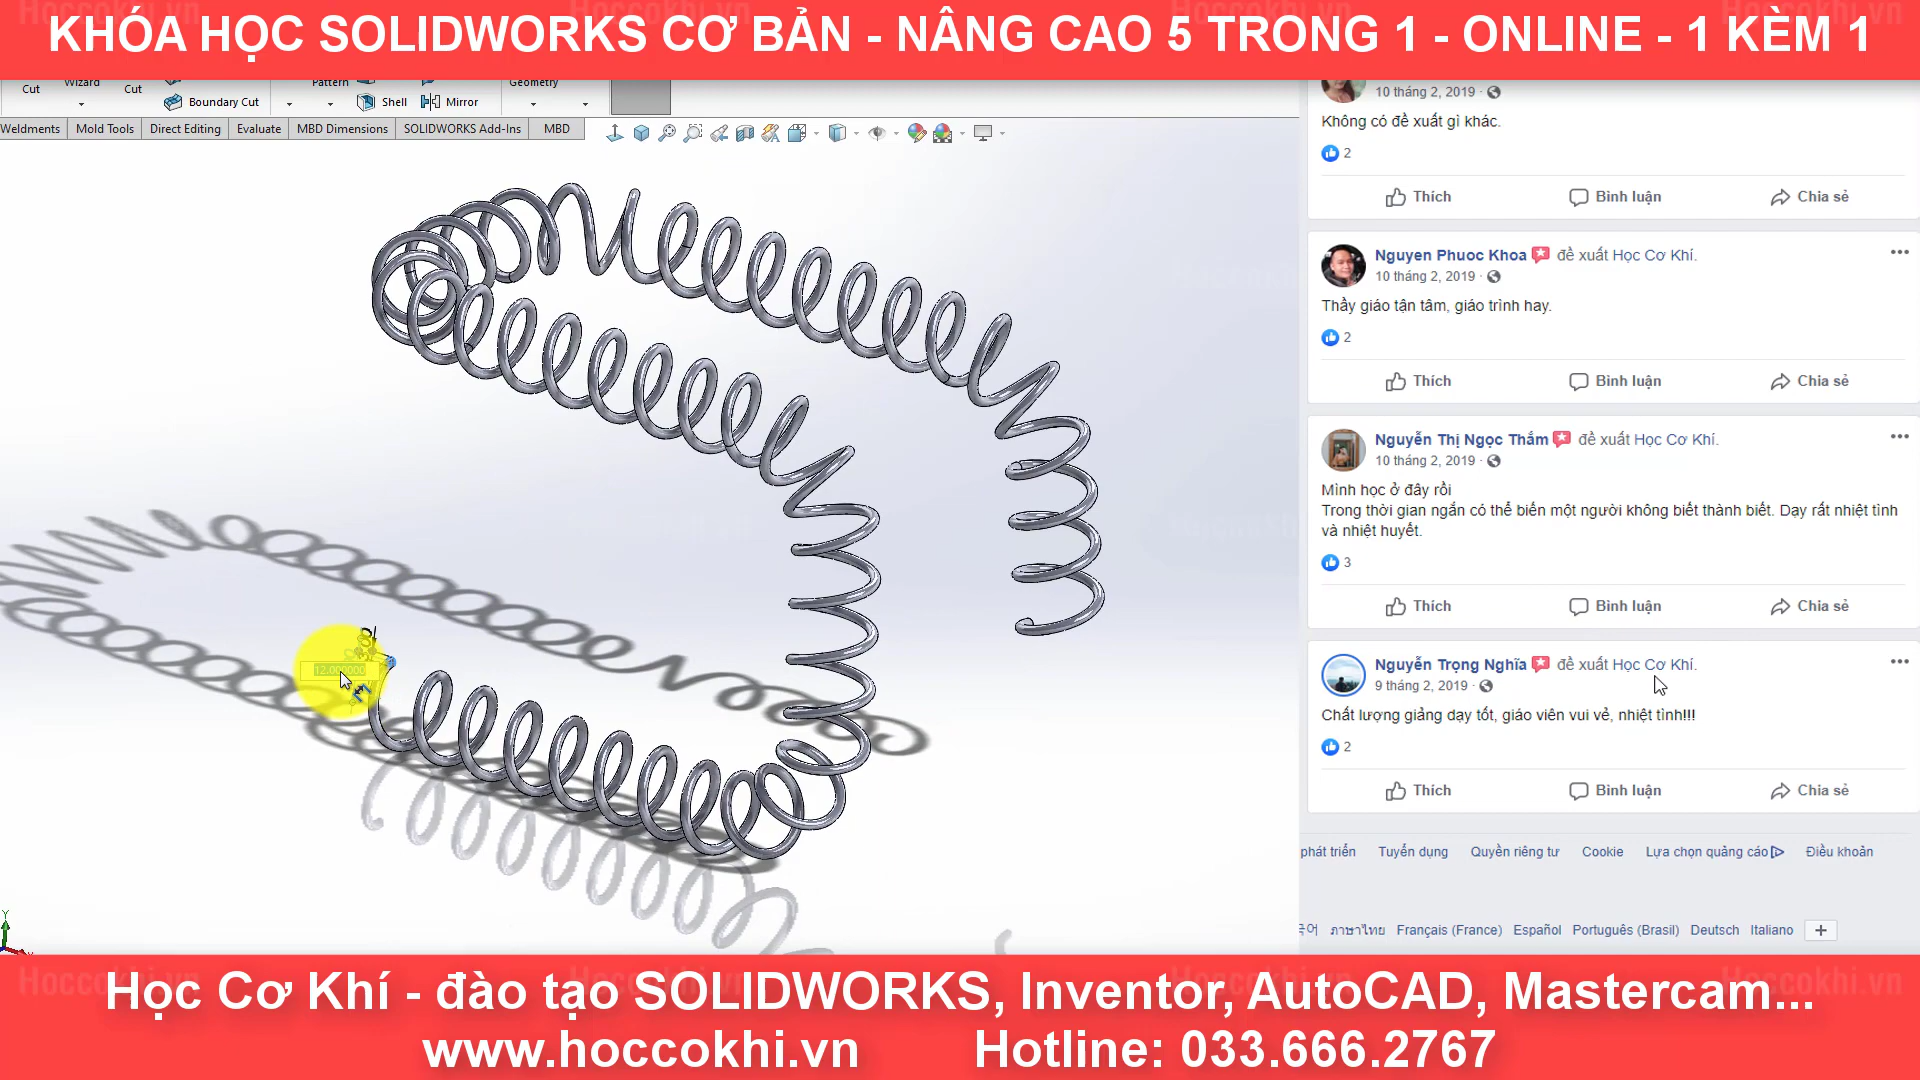 KHÓA HỌC SOLIDWORKS CƠ BẢN - NÂNG CAO 5 TRONG 1 - ONLINE - 1 KÈM 1
Cut
Wizard
Cut
Boundary Cut
Pattern
Shell
Mirror
Geometry
Weldments
Mold Tools
Direct Editing
Evaluate
MBD Dimensions
SOLIDWORKS Add-Ins
MBD
12.000000
Y
10 tháng 2, 2019 ·
Không có đề xuất gì khác.
2
Thích Bình luận Chia sẻ
Nguyen Phuoc Khoa đề xuất Học Cơ Khí.
10 tháng 2, 2019 ·
Thầy giáo tận tâm, giáo trình hay.
2
Thích Bình luận Chia sẻ
Nguyễn Thị Ngọc Thắm đề xuất Học Cơ Khí.
10 tháng 2, 2019 ·
Mình học ở đây rồi
Trong thời gian ngắn có thể biến một người không biết thành biết. Dạy rất nhiệt tình
và nhiệt huyết.
3
Thích Bình luận Chia sẻ
Nguyễn Trọng Nghĩa đề xuất Học Cơ Khí.
9 tháng 2, 2019 ·
Chất lượng giảng dạy tốt, giáo viên vui vẻ, nhiệt tình!!!
2
Thích Bình luận Chia sẻ
phát triển Tuyển dụng Quyền riêng tư Cookie Lựa chọn quảng cáo Điều khoản
국어 ภาษาไทย Français (France) Español Português (Brasil) Deutsch Italiano +
Học Cơ Khí - đào tạo SOLIDWORKS, Inventor, AutoCAD, Mastercam...
www.hoccokhi.vn Hotline: 033.666.2767